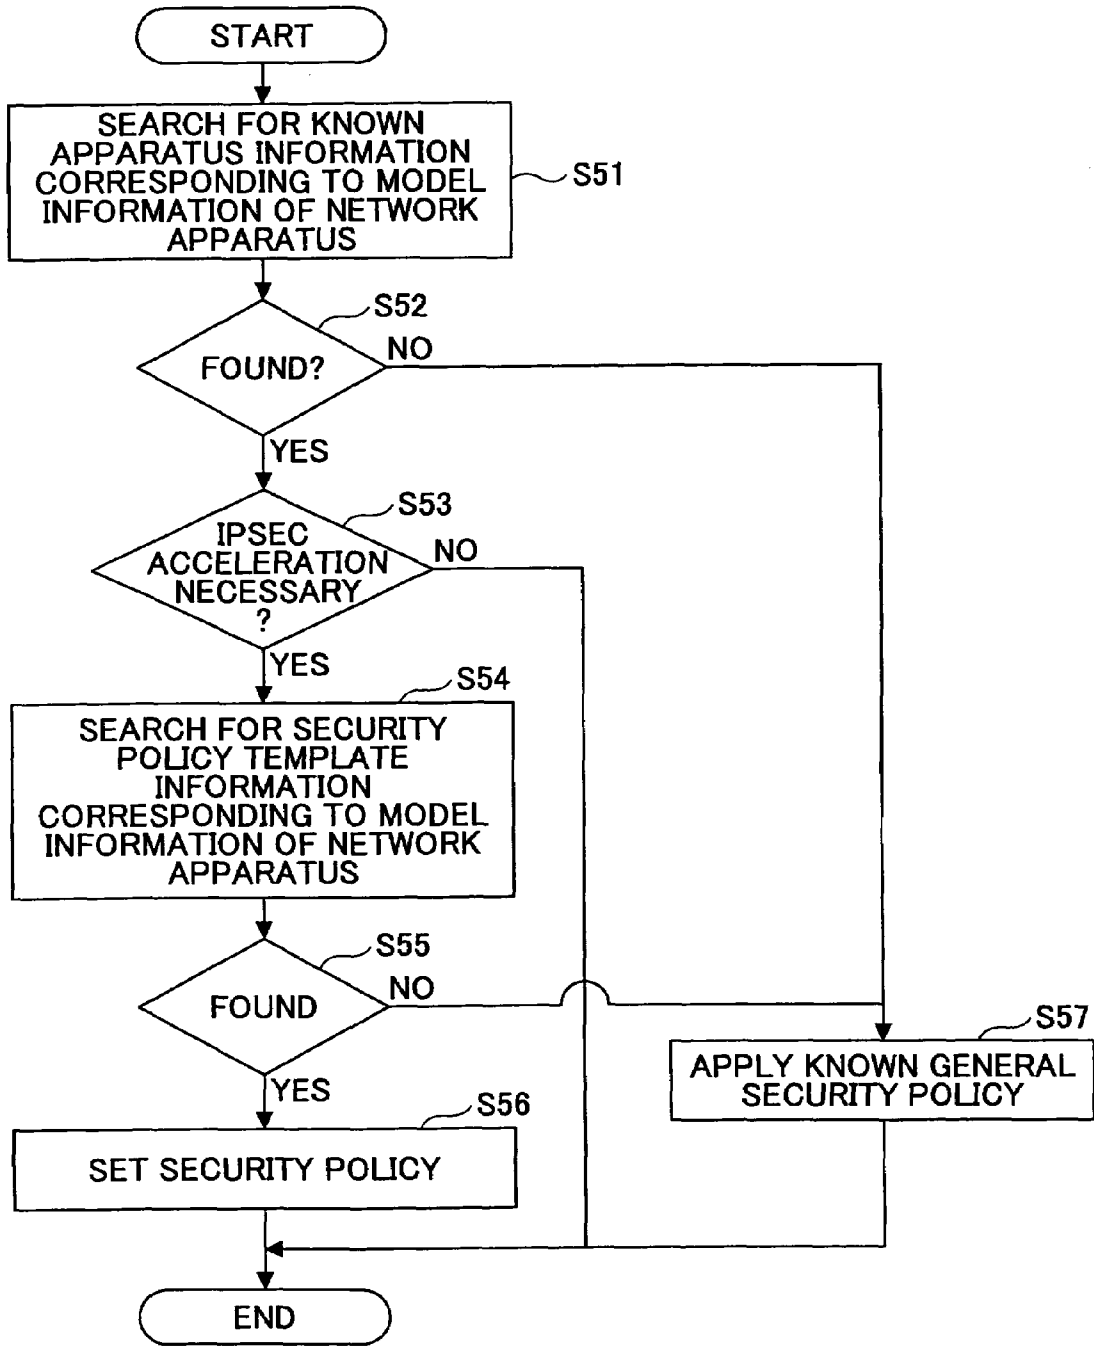 START
SEARCH FOR KNOWN
APPARATUS INFORMATION
CORRESPONDING TO MODEL
INFORMATION OF NETWORK
APPARATUS
S51
S52
FOUND?
NO
YES
S53
IPSEC
ACCELERATION
NECESSARY
?
NO
YES
S54
SEARCH FOR SECURITY
POLICY TEMPLATE
INFORMATION
CORRESPONDING TO MODEL
INFORMATION OF NETWORK
APPARATUS
S55
FOUND
NO
YES
S57
APPLY KNOWN GENERAL
SECURITY POLICY
S56
SET SECURITY POLICY
END